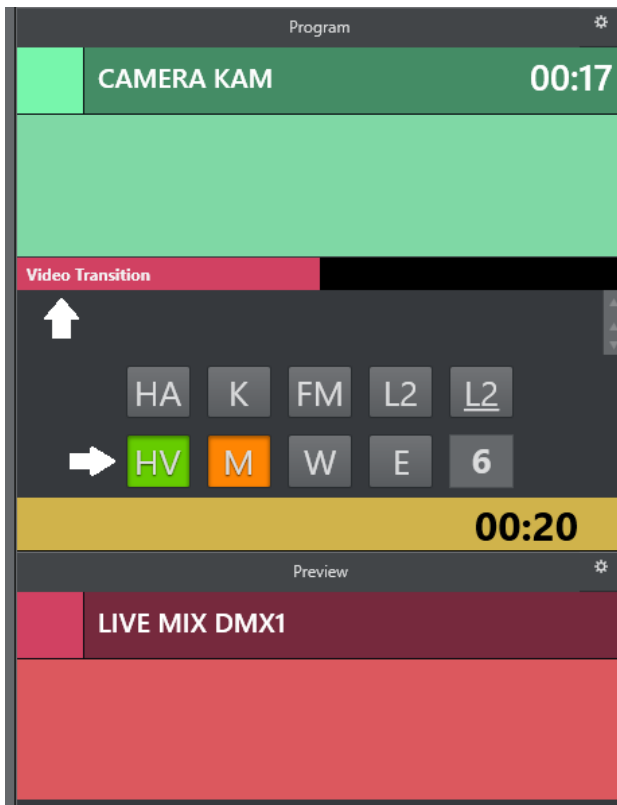 Program
CAMERA KAM 00:17
Video Transition
HA K FM L2 L2
HV M W E 6
00:20
Preview
LIVE MIX DMX1